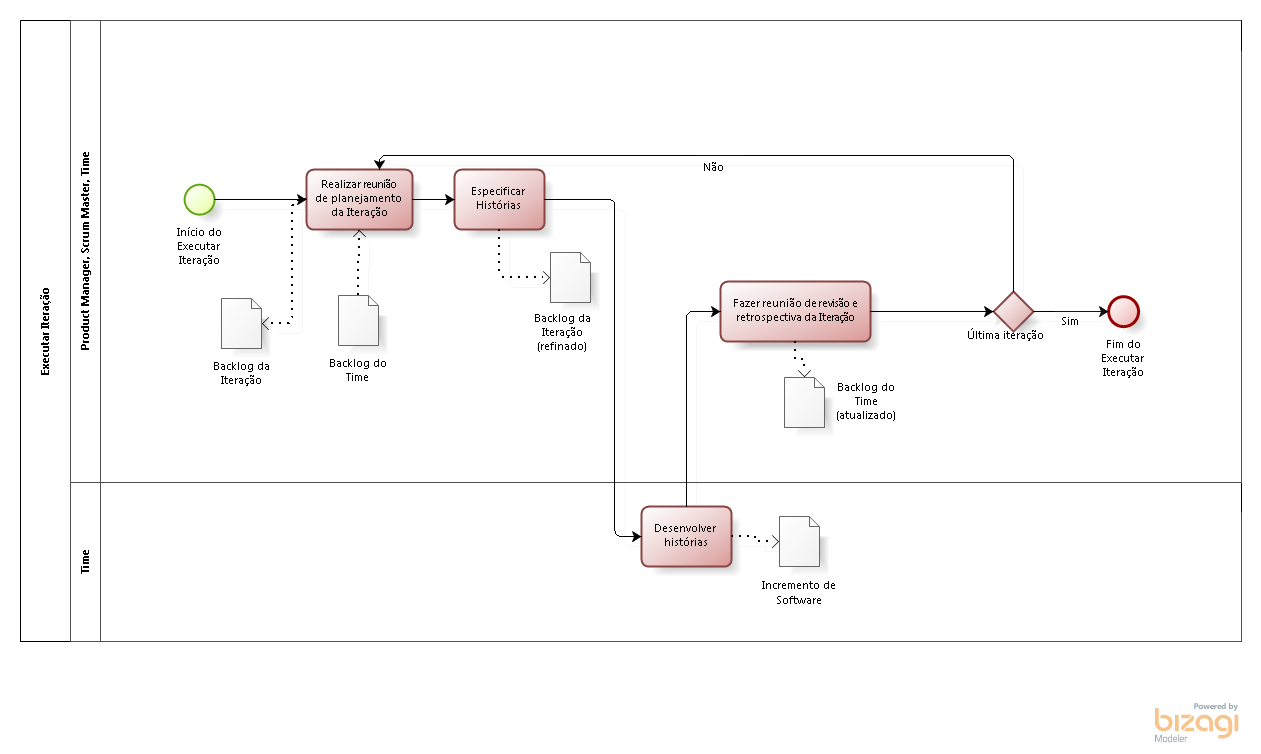 Executar Iteração
Product Manager, Scrum Master, Time
Início do
Executar
Iteração
Realizar reunião
de planejamento
da Iteração
Especificar
Histórias
Não
Backlog da
Iteração
Backlog do
Time
Backlog da
Iteração
(refinado)
Fazer reunião de revisão e
retrospectiva da Iteração
Última iteração
Sim
Fim do
Executar
Iteração
Backlog do
Time
(atualizado)
Time
Desenvolver
histórias
Incremento de
Software
Powered by
bizagi
Modeler